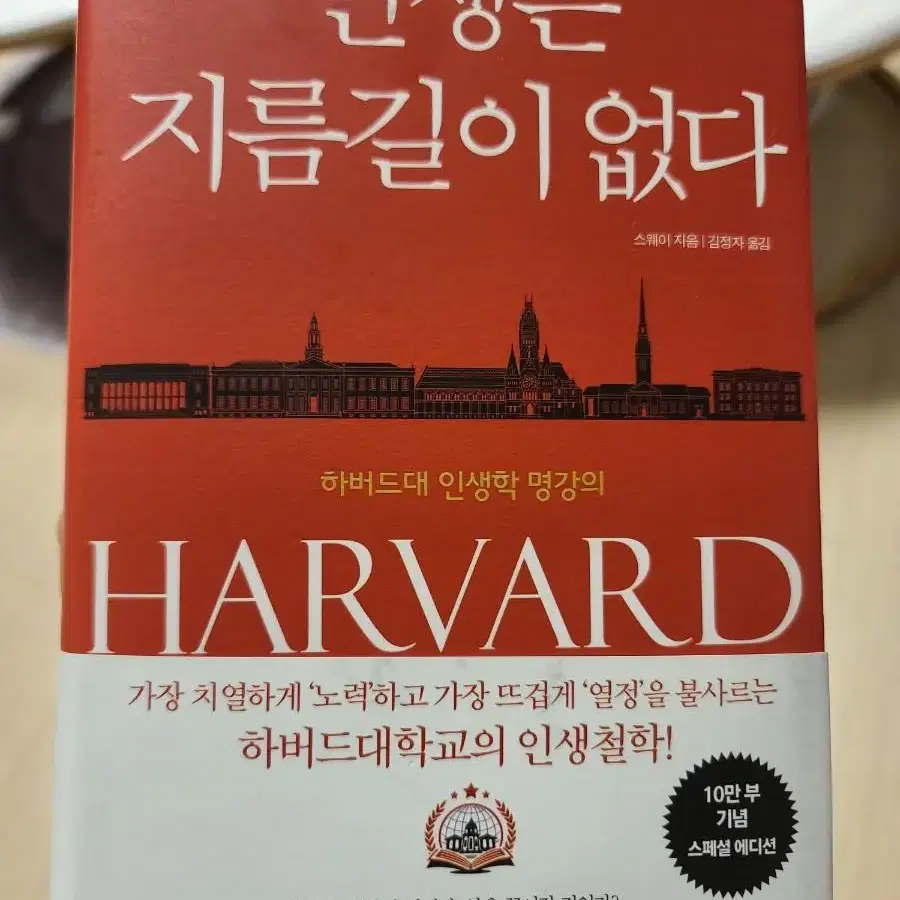 인생은
지름길이 없다
스웨이 지음 | 김정자 옮김
하버드대 인생학 명강의
HARVARD
가장 치열하게 ‘노력’하고 가장 뜨겁게 ‘열정’을 불사르는
하버드대학교의 인생철학!
10만 부
기념
스페셜 에디션